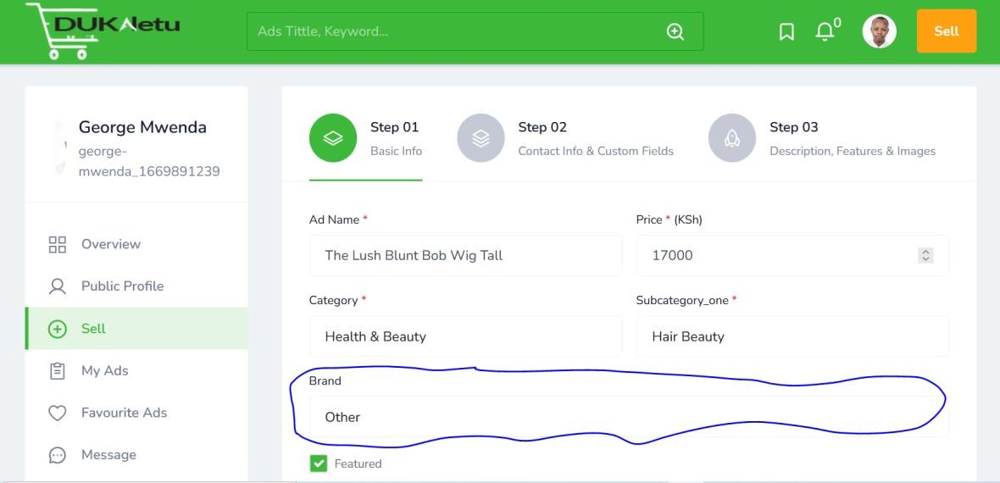 DUKAletu
Ads Tittle, Keyword...
0
Sell
George Mwenda
george-
mwenda_1669891239
Overview
Public Profile
Sell
My Ads
Favourite Ads
Message
Step 01
Basic Info
Step 02
Contact Info & Custom Fields
Step 03
Description, Features & Images
Ad Name *
The Lush Blunt Bob Wig Tall
Price * (KSh)
17000
Category *
Health & Beauty
Subcategory_one *
Hair Beauty
Brand
Other
Featured